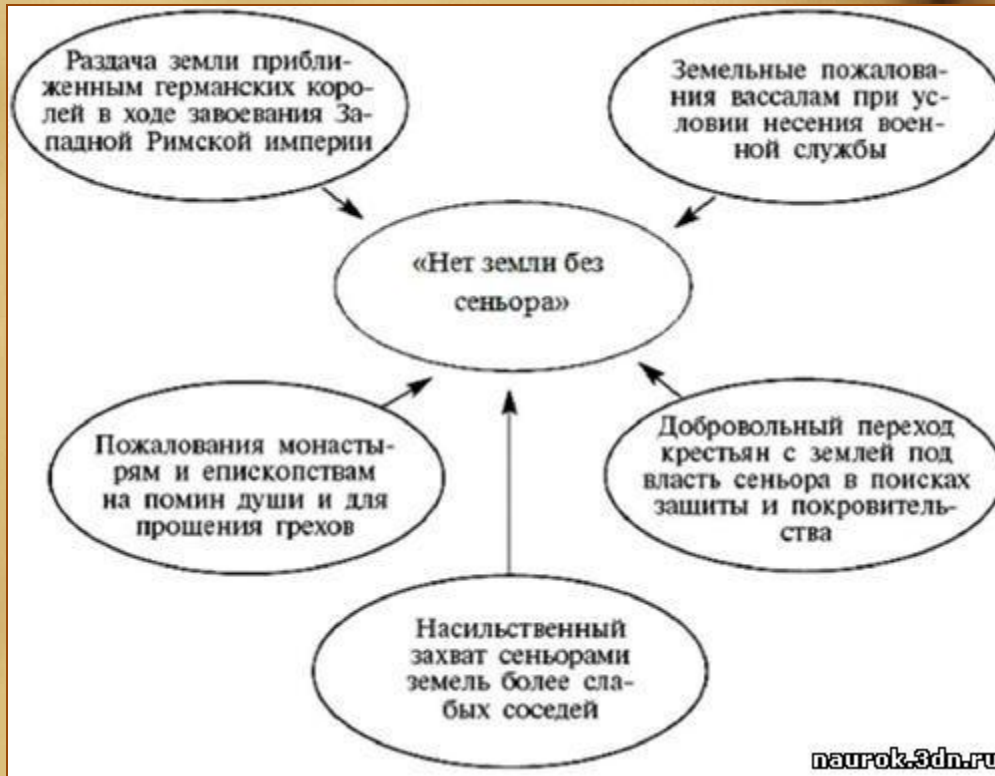 Раздача земли прибли-
женным германских коро-
лей в ходе завоевания За-
падной Римской империи
Земельные пожалова-
ния вассалам при ус-
ловии несения воен-
ной службы
«Нет земли без
сеньора»
Пожалования монасты-
рям и епископствам
на помин души и для
прощения грехов
Добровольный переход
крестьян с землей под
власть сеньора в поисках
защиты и покровитель-
ства
Насильственный
захват сеньорами
земель более сла-
бых соседей
naurok.3dn.ru